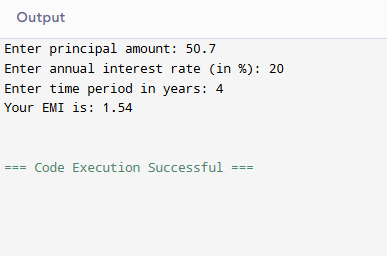 Output
Enter principal amount: 50.7
Enter annual interest rate (in %): 20
Enter time period in years: 4
Your EMI is: 1.54
=== Code Execution Successful ===